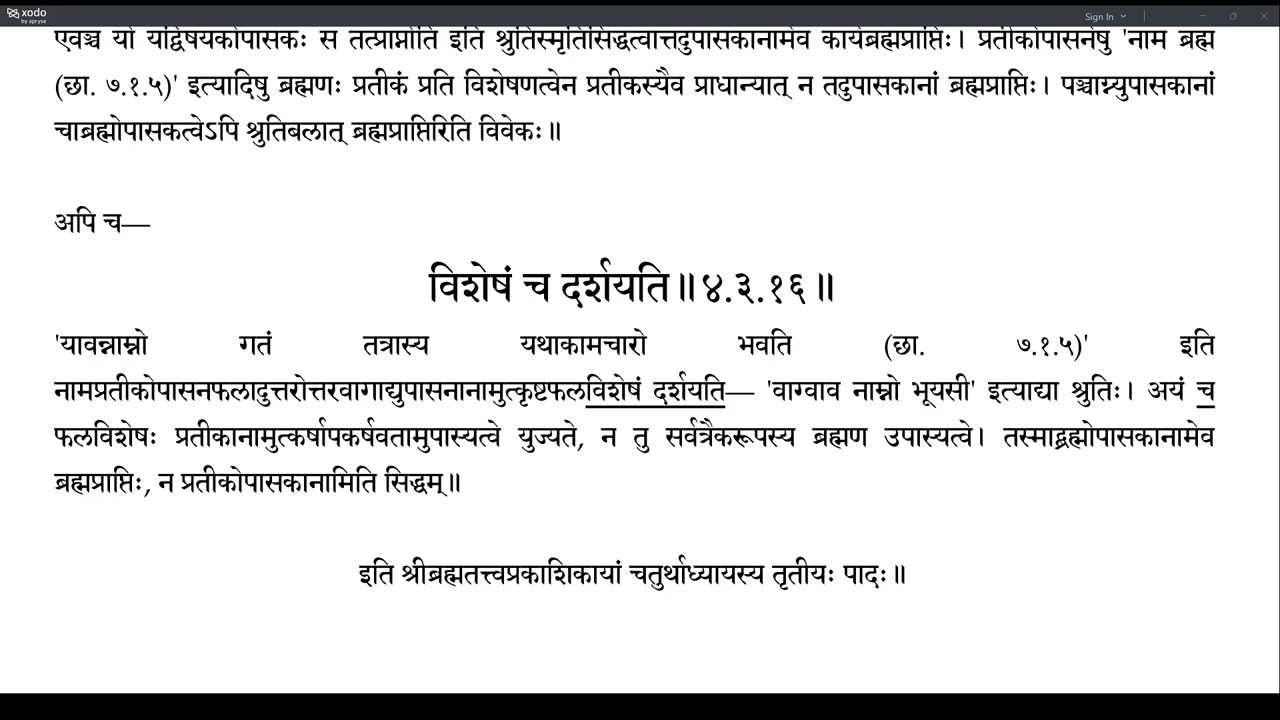 xodo
by apryse
Sign In
एवञ्च यो यद्विषयकोपासकः स तत्प्राप्नोति इति श्रुतिस्मृतिसिद्धत्वात्तदुपासकानामेव कार्यब्रह्मप्राप्तिः। प्रतीकोपासनेषु 'नाम ब्रह्म
(छा. ७.१.५)' इत्यादिषु ब्रह्मणः प्रतीकं प्रति विशेषणत्वेन प्रतीकस्यैव प्राधान्यात् न तदुपासकानां ब्रह्मप्राप्तिः। पञ्चाग्न्युपासकानां
चाब्रह्मोपासकत्वेऽपि श्रुतिबलात् ब्रह्मप्राप्तिरिति विवेकः॥
अपि च—
विशेषं च दर्शयति॥४.३.१६॥
'यावन्नाम्नो गतं तत्रास्य यथाकामचारो भवति (छा. ७.१.५)' इति
नामप्रतीकोपासनफलादुत्तरोत्तरवागाद्युपासनानामुत्कृष्टफलविशेषं दर्शयति— 'वाग्वाव नाम्नो भूयसी' इत्याद्या श्रुतिः। अयं च
फलविशेषः प्रतीकानामुत्कर्षापकर्षवतामुपास्यत्वे युज्यते, न तु सर्वत्रैकरूपस्य ब्रह्मण उपास्यत्वे। तस्माद्ब्रह्मोपासकानामेव
ब्रह्मप्राप्तिः, न प्रतीकोपासकानामिति सिद्धम्॥
इति श्रीब्रह्मतत्त्वप्रकाशिकायां चतुर्थाध्यायस्य तृतीयः पादः॥